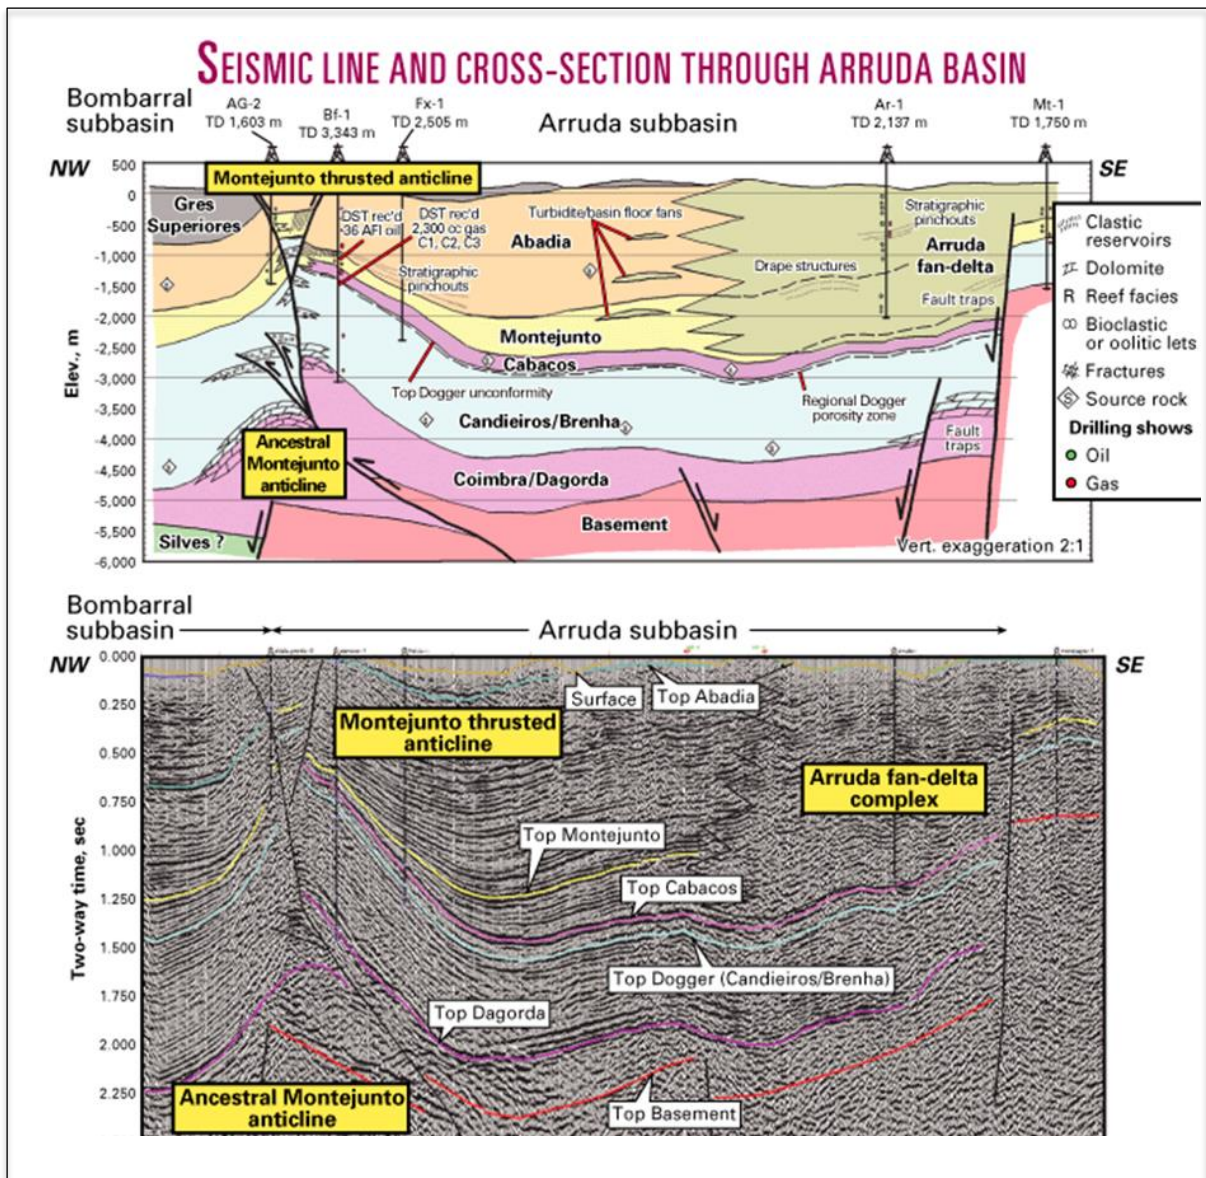 SEISMIC LINE AND CROSS-SECTION THROUGH ARRUDA BASIN
Bombarral
subbasin
AG-2
TD 1,603 m
Bf-1
TD 3,343 m
Fx-1
TD 2,505 m
Arruda subbasin
Ar-1
TD 2,137 m
Mt-1
TD 1,750 m
NW
SE
Elev., m
500
0
-500
-1,000
-1,500
-2,000
-2,500
-3,000
-3,500
-4,000
-4,500
-5,000
-5,500
-6,000
Montejunto thrusted anticline
Gres
Superiores
DST rec'd
-36 AFI oil
DST rec'd
2,300 cc gas
C1, C2, C3
Stratigraphic
pinchouts
Turbidite/basin floor fans
Abadia
Drape structures
Stratigraphic
pinchouts
Arruda
fan-delta
Fault traps
Montejunto
Cabacos
Top Dogger unconformity
Regional Dogger
porosity zone
Candieiros/Brenha
Ancestral
Montejunto
anticline
Coimbra/Dagorda
Fault
traps
Silves ?
Basement
Vert. exaggeration 2:1
Clastic
reservoirs
Dolomite
R Reef facies
Bioclastic
or oolitic lets
Fractures
S Source rock
Drilling shows
Oil
Gas
Bombarral
subbasin
Arruda subbasin
NW
SE
Two-way time, sec
0.000
0.250
0.500
0.750
1.000
1.250
1.500
1.750
2.000
2.250
Surface
Top Abadia
Montejunto thrusted
anticline
Arruda fan-delta
complex
Top Montejunto
Top Cabacos
Top Dogger (Candieiros/Brenha)
Top Dagorda
Ancestral Montejunto
anticline
Top Basement